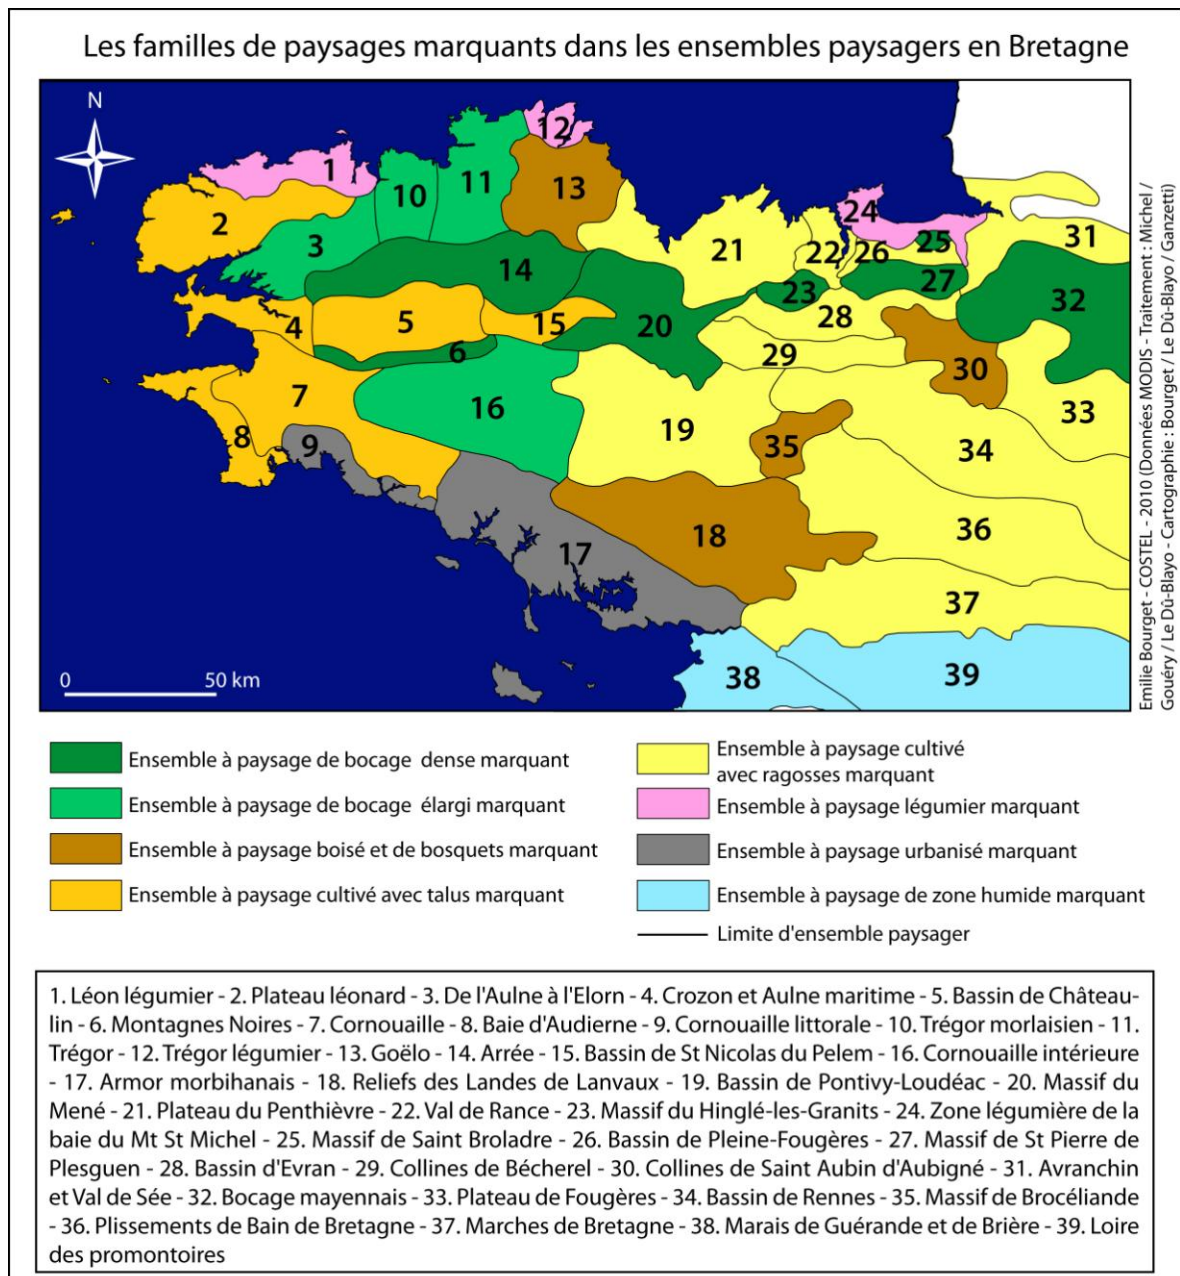 Les familles de paysages marquants dans les ensembles paysagers en Bretagne
N
12
1
13
10
11
24
2
21
25
31
22
26
3
14
27
23
32
5
28
4
15
20
6
29
30
7
16
19
33
8
9
35
34
18
36
17
37
0 50 km
38
39
Emilie Bourget - COSTEL - 2010 (Données MODIS - Traitement : Michel /
Gouéry / Le Dû-Blayo - Cartographie : Bourget / Le Dû-Blayo / Ganzetti)
Ensemble à paysage de bocage dense marquant
Ensemble à paysage de bocage élargi marquant
Ensemble à paysage boisé et de bosquets marquant
Ensemble à paysage cultivé avec talus marquant
Ensemble à paysage cultivé
avec ragosses marquant
Ensemble à paysage légumier marquant
Ensemble à paysage urbanisé marquant
Ensemble à paysage de zone humide marquant
Limite d'ensemble paysager
1. Léon légumier - 2. Plateau léonard - 3. De l'Aulne à l'Elorn - 4. Crozon et Aulne maritime - 5. Bassin de Château-
lin - 6. Montagnes Noires - 7. Cornouaille - 8. Baie d'Audierne - 9. Cornouaille littorale - 10. Trégor morlaisien - 11.
Trégor - 12. Trégor légumier - 13. Goëlo - 14. Arrée - 15. Bassin de St Nicolas du Pelem - 16. Cornouaille intérieure
- 17. Armor morbihanais - 18. Reliefs des Landes de Lanvaux - 19. Bassin de Pontivy-Loudéac - 20. Massif du
Mené - 21. Plateau du Penthièvre - 22. Val de Rance - 23. Massif du Hinglé-les-Granits - 24. Zone légumière de la
baie du Mt St Michel - 25. Massif de Saint Broladre - 26. Bassin de Pleine-Fougères - 27. Massif de St Pierre de
Plesguen - 28. Bassin d'Evran - 29. Collines de Bécherel - 30. Collines de Saint Aubin d'Aubigné - 31. Avranchin
et Val de Sée - 32. Bocage mayennais - 33. Plateau de Fougères - 34. Bassin de Rennes - 35. Massif de Brocéliande
- 36. Plissements de Bain de Bretagne - 37. Marches de Bretagne - 38. Marais de Guérande et de Brière - 39. Loire
des promontoires